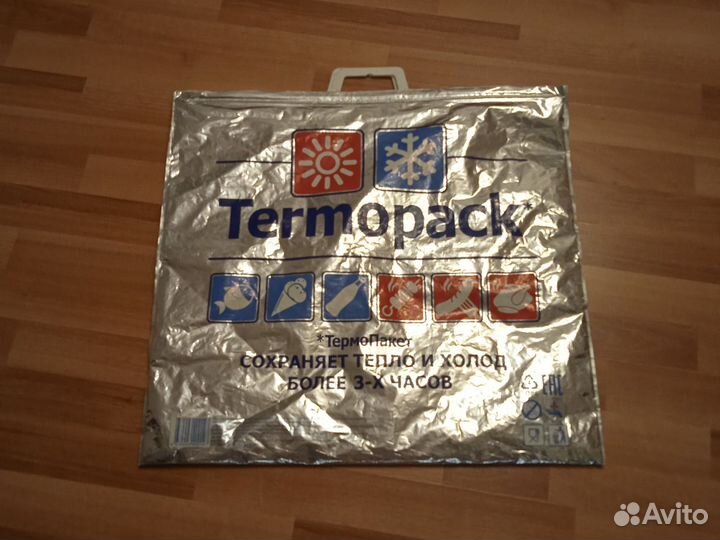 Termopack*
*ТермоПакет
СОХРАНЯЕТ ТЕПЛО И ХОЛОД
БОЛЕЕ 3-Х ЧАСОВ
EAC
Avito